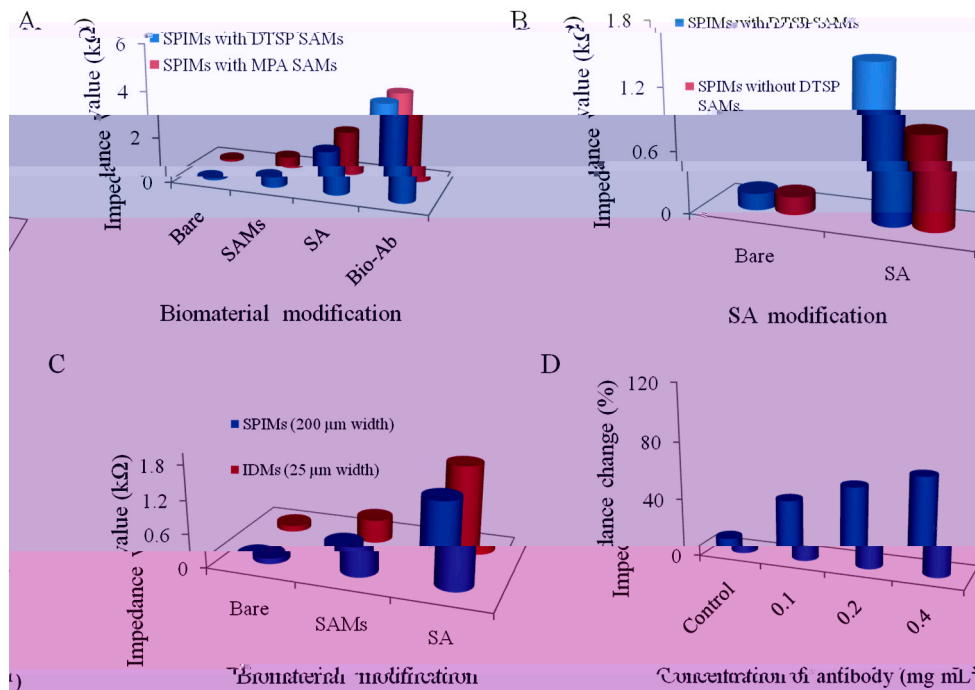 A.
B
6
4
2
0
Impedance value (kΩ)
SPIMs with DTSP SAMs
SPIMs with MPA SAMs
Bare
SAMs
SA
Bio-Ab
Biomaterial modification
1.8
1.2
0.6
0
Impedance value (kΩ)
SPIMs with DTSP SAMs
SPIMs without DTSP
SAMs.
Bare
SA
SA modification
C
D
1.8
1.2
0.6
0
Impedance value (kΩ)
SPIMs (200 μm width)
IDMs (25 μm width)
Bare
SAMs
SA
Biomaterial modification
120
80
40
0
Impedance change (%)
Control
0.1
0.2
0.4
Concentration of antibody (mg mL